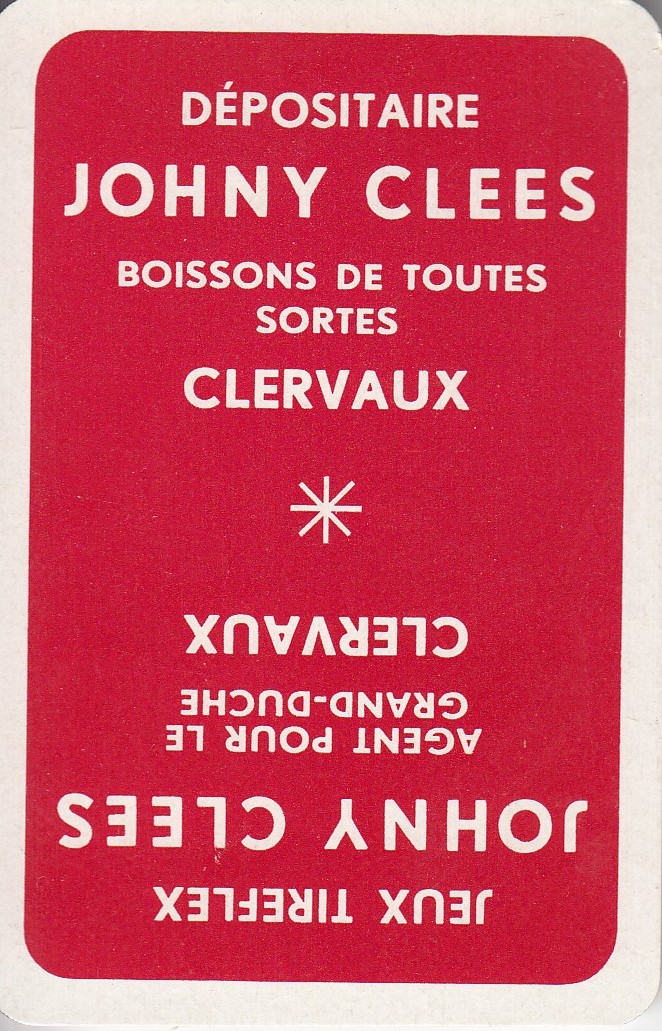 DÉPOSITAIRE
JOHNY CLEES
BOISSONS DE TOUTES
SORTES
CLERVAUX
JEUX TIREFLEX
JOHNY CLEES
AGENT POUR LE
GRAND-DUCHE
CLERVAUX